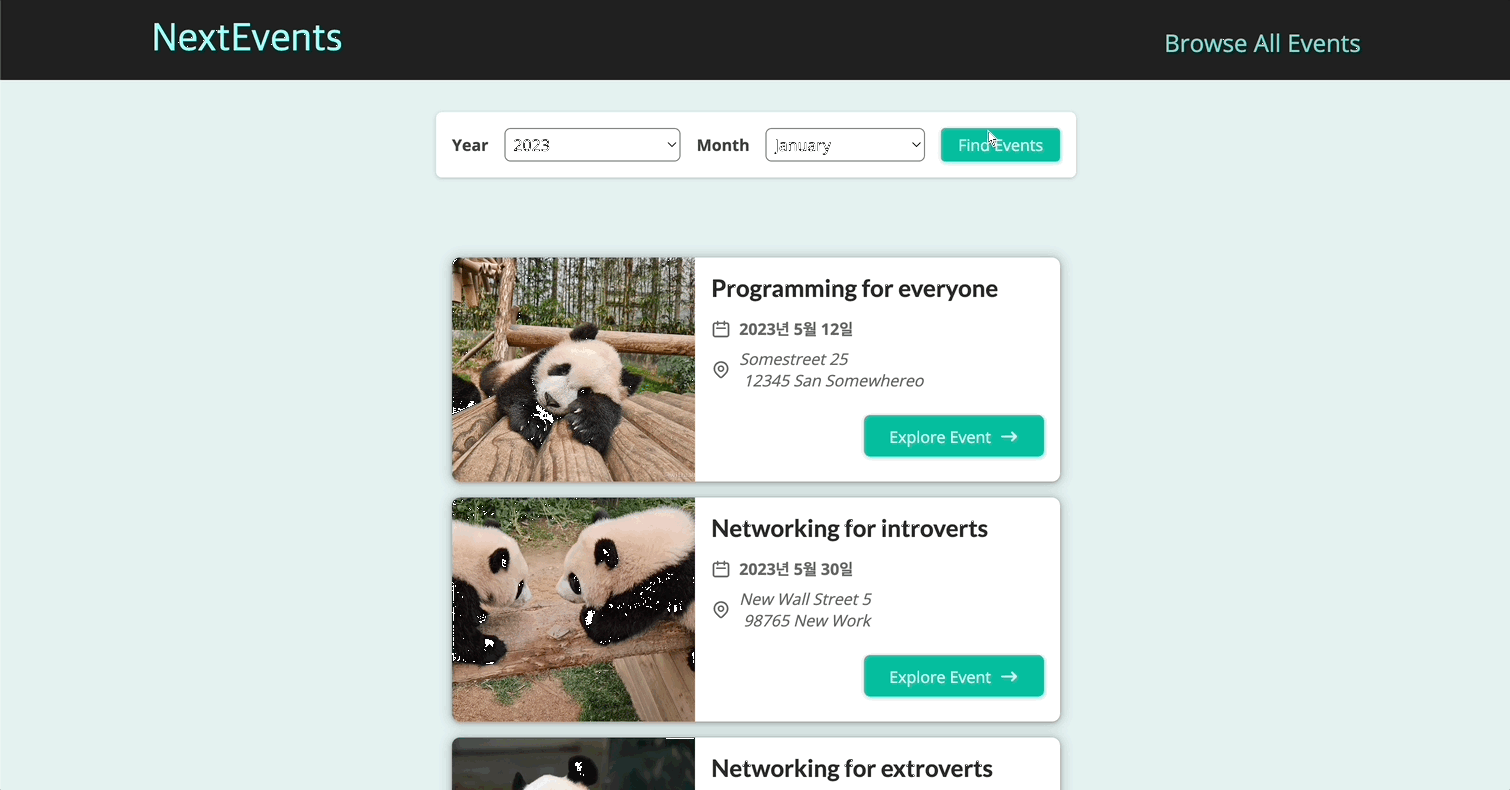 NextEvents
Browse All Events
Year 2023 Month January Find Events
Programming for everyone
2023년 5월 12일
Somestreet 25
12345 San Somewhereo
Explore Event →
Networking for introverts
2023년 5월 30일
New Wall Street 5
98765 New Work
Explore Event →
Networking for extroverts